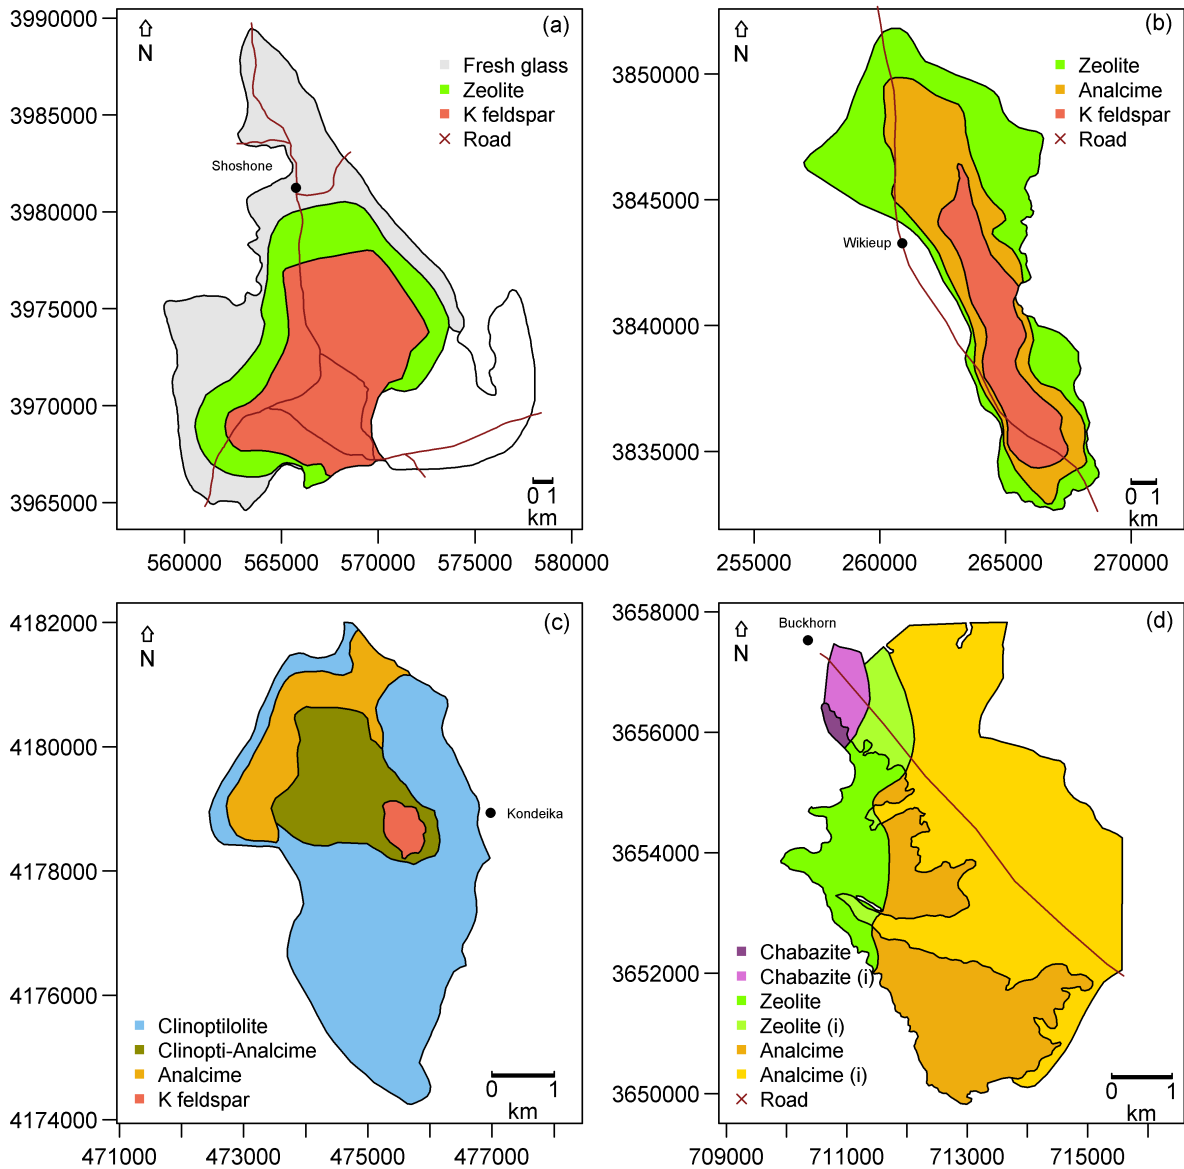 (a)
N
Fresh glass
Zeolite
K feldspar
Road
Shoshone
0 1
km
3990000
3985000
3980000
3975000
3970000
3965000
560000 565000 570000 575000 580000
(b)
N
Zeolite
Analcime
K feldspar
Road
Wikieup
0 1
km
3850000
3845000
3840000
3835000
255000 260000 265000 270000
(c)
N
Kondeika
Clinoptilolite
Clinopti-Analcime
Analcime
K feldspar
0 1
km
4182000
4180000
4178000
4176000
4174000
471000 473000 475000 477000
(d)
Buckhorn
N
Chabazite
Chabazite (i)
Zeolite
Zeolite (i)
Analcime
Analcime (i)
Road
0 1
km
3658000
3656000
3654000
3652000
3650000
709000 711000 713000 715000